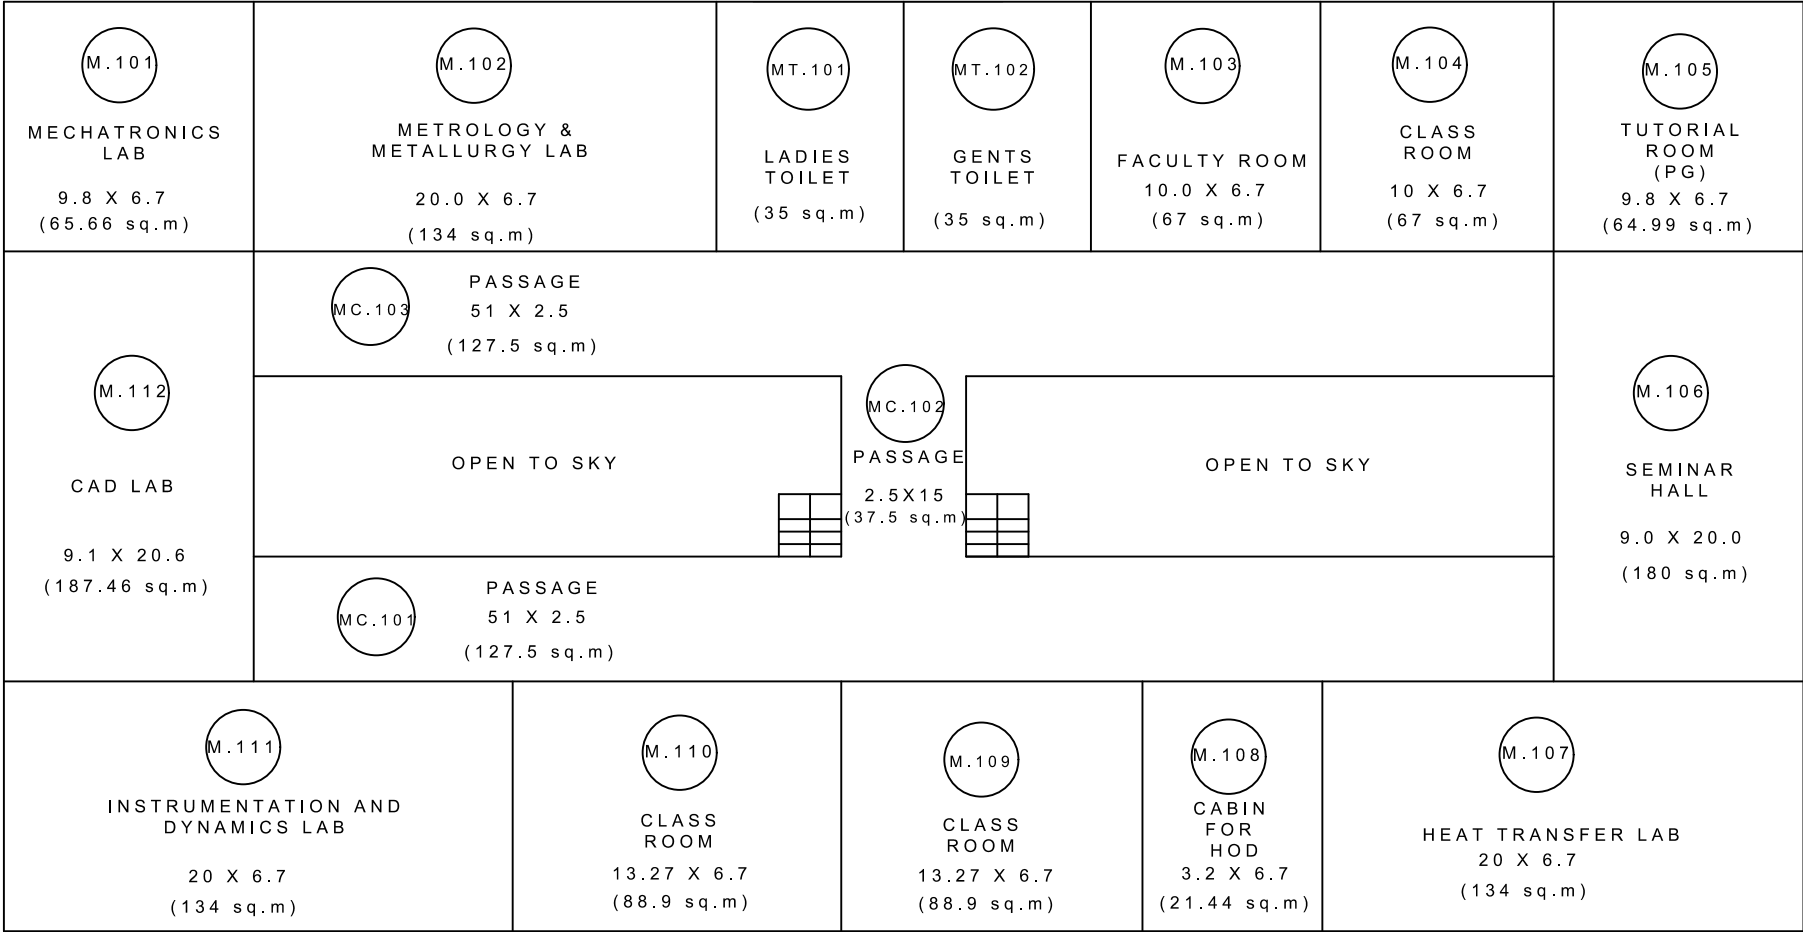 M.101
MECHATRONICS
LAB
9.8 X 6.7
(65.66 sq.m)
M.102
METROLOGY &
METALLURGY LAB
20.0 X 6.7
(134 sq.m)
MT.101
LADIES
TOILET
(35 sq.m)
MT.102
GENTS
TOILET
(35 sq.m)
M.103
FACULTY ROOM
10.0 X 6.7
(67 sq.m)
M.104
CLASS
ROOM
10 X 6.7
(67 sq.m)
M.105
TUTORIAL
ROOM
(PG)
9.8 X 6.7
(64.99 sq.m)
MC.103
PASSAGE
51 X 2.5
(127.5 sq.m)
M.112
CAD LAB
9.1 X 20.6
(187.46 sq.m)
OPEN TO SKY
MC.102
PASSAGE
2.5X15
(37.5 sq.m)
OPEN TO SKY
M.106
SEMINAR
HALL
9.0 X 20.0
(180 sq.m)
MC.101
PASSAGE
51 X 2.5
(127.5 sq.m)
M.111
INSTRUMENTATION AND
DYNAMICS LAB
20 X 6.7
(134 sq.m)
M.110
CLASS
ROOM
13.27 X 6.7
(88.9 sq.m)
M.109
CLASS
ROOM
13.27 X 6.7
(88.9 sq.m)
M.108
CABIN
FOR
HOD
3.2 X 6.7
(21.44 sq.m)
M.107
HEAT TRANSFER LAB
20 X 6.7
(134 sq.m)